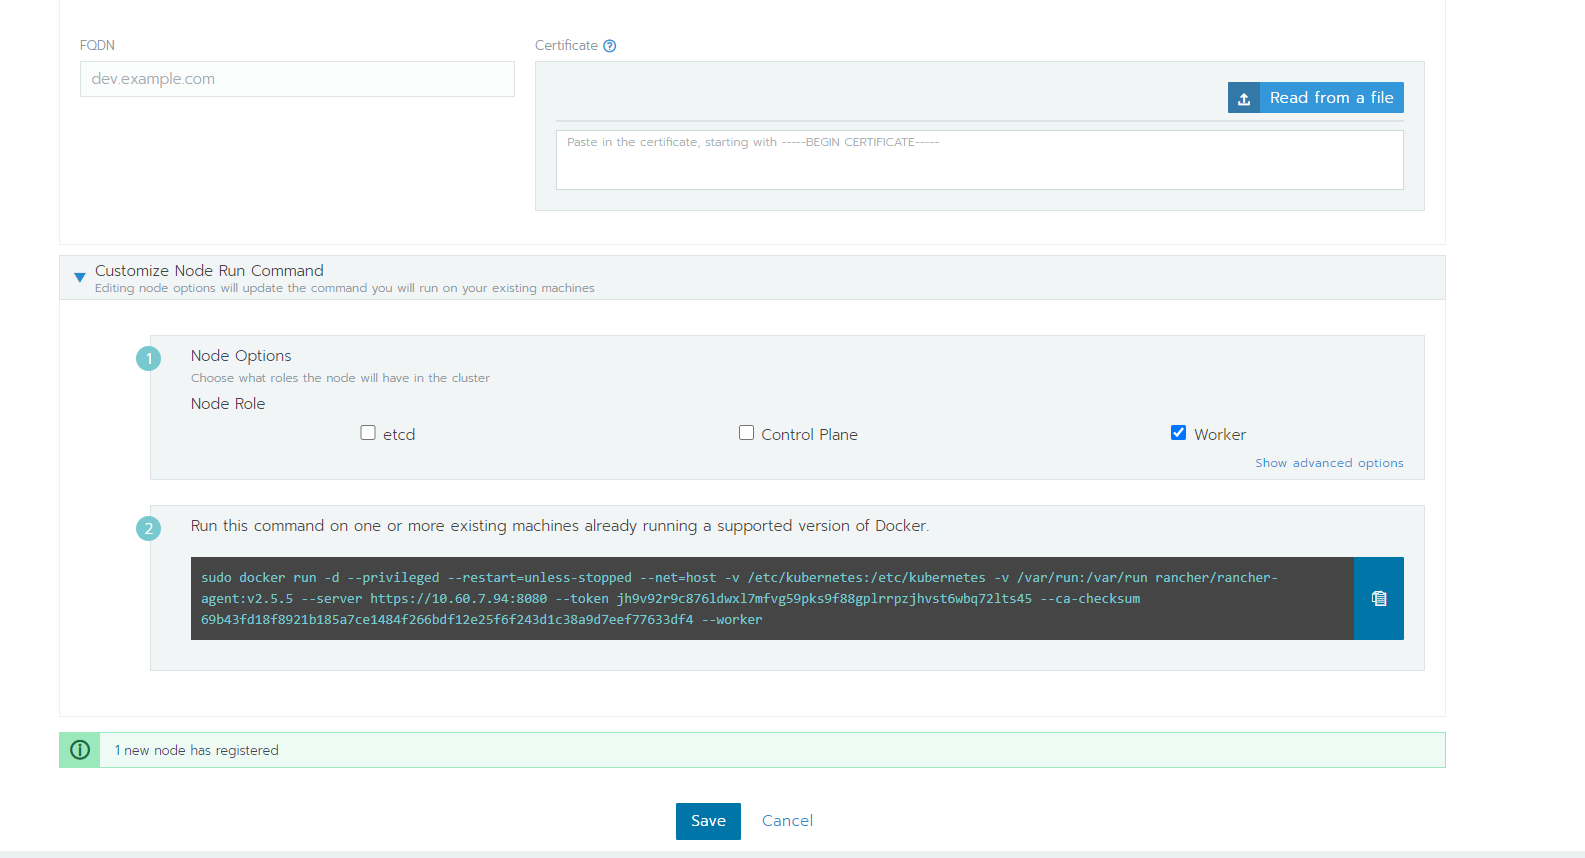 FQDN
Certificate
dev.example.com
Read from a file
Paste in the certificate, starting with -----BEGIN CERTIFICATE-----
Customize Node Run Command
Editing node options will update the command you will run on your existing machines
1
Node Options
Choose what roles the node will have in the cluster
Node Role
etcd
Control Plane
Worker
Show advanced options
2
Run this command on one or more existing machines already running a supported version of Docker.
sudo docker run -d --privileged --restart=unless-stopped --net=host -v /etc/kubernetes:/etc/kubernetes -v /var/run:/var/run rancher/rancher-
agent:v2.5.5 --server https://10.60.7.94:8080 --token jh9v92r9c876ldwxl7mfvg59pks9f88gplrrpzjhvst6wbq72lts45 --ca-checksum
69b43fd18f8921b185a7ce1484f266bdf12e25f6f243d1c38a9d7eef77633df4 --worker
1 new node has registered
Save
Cancel